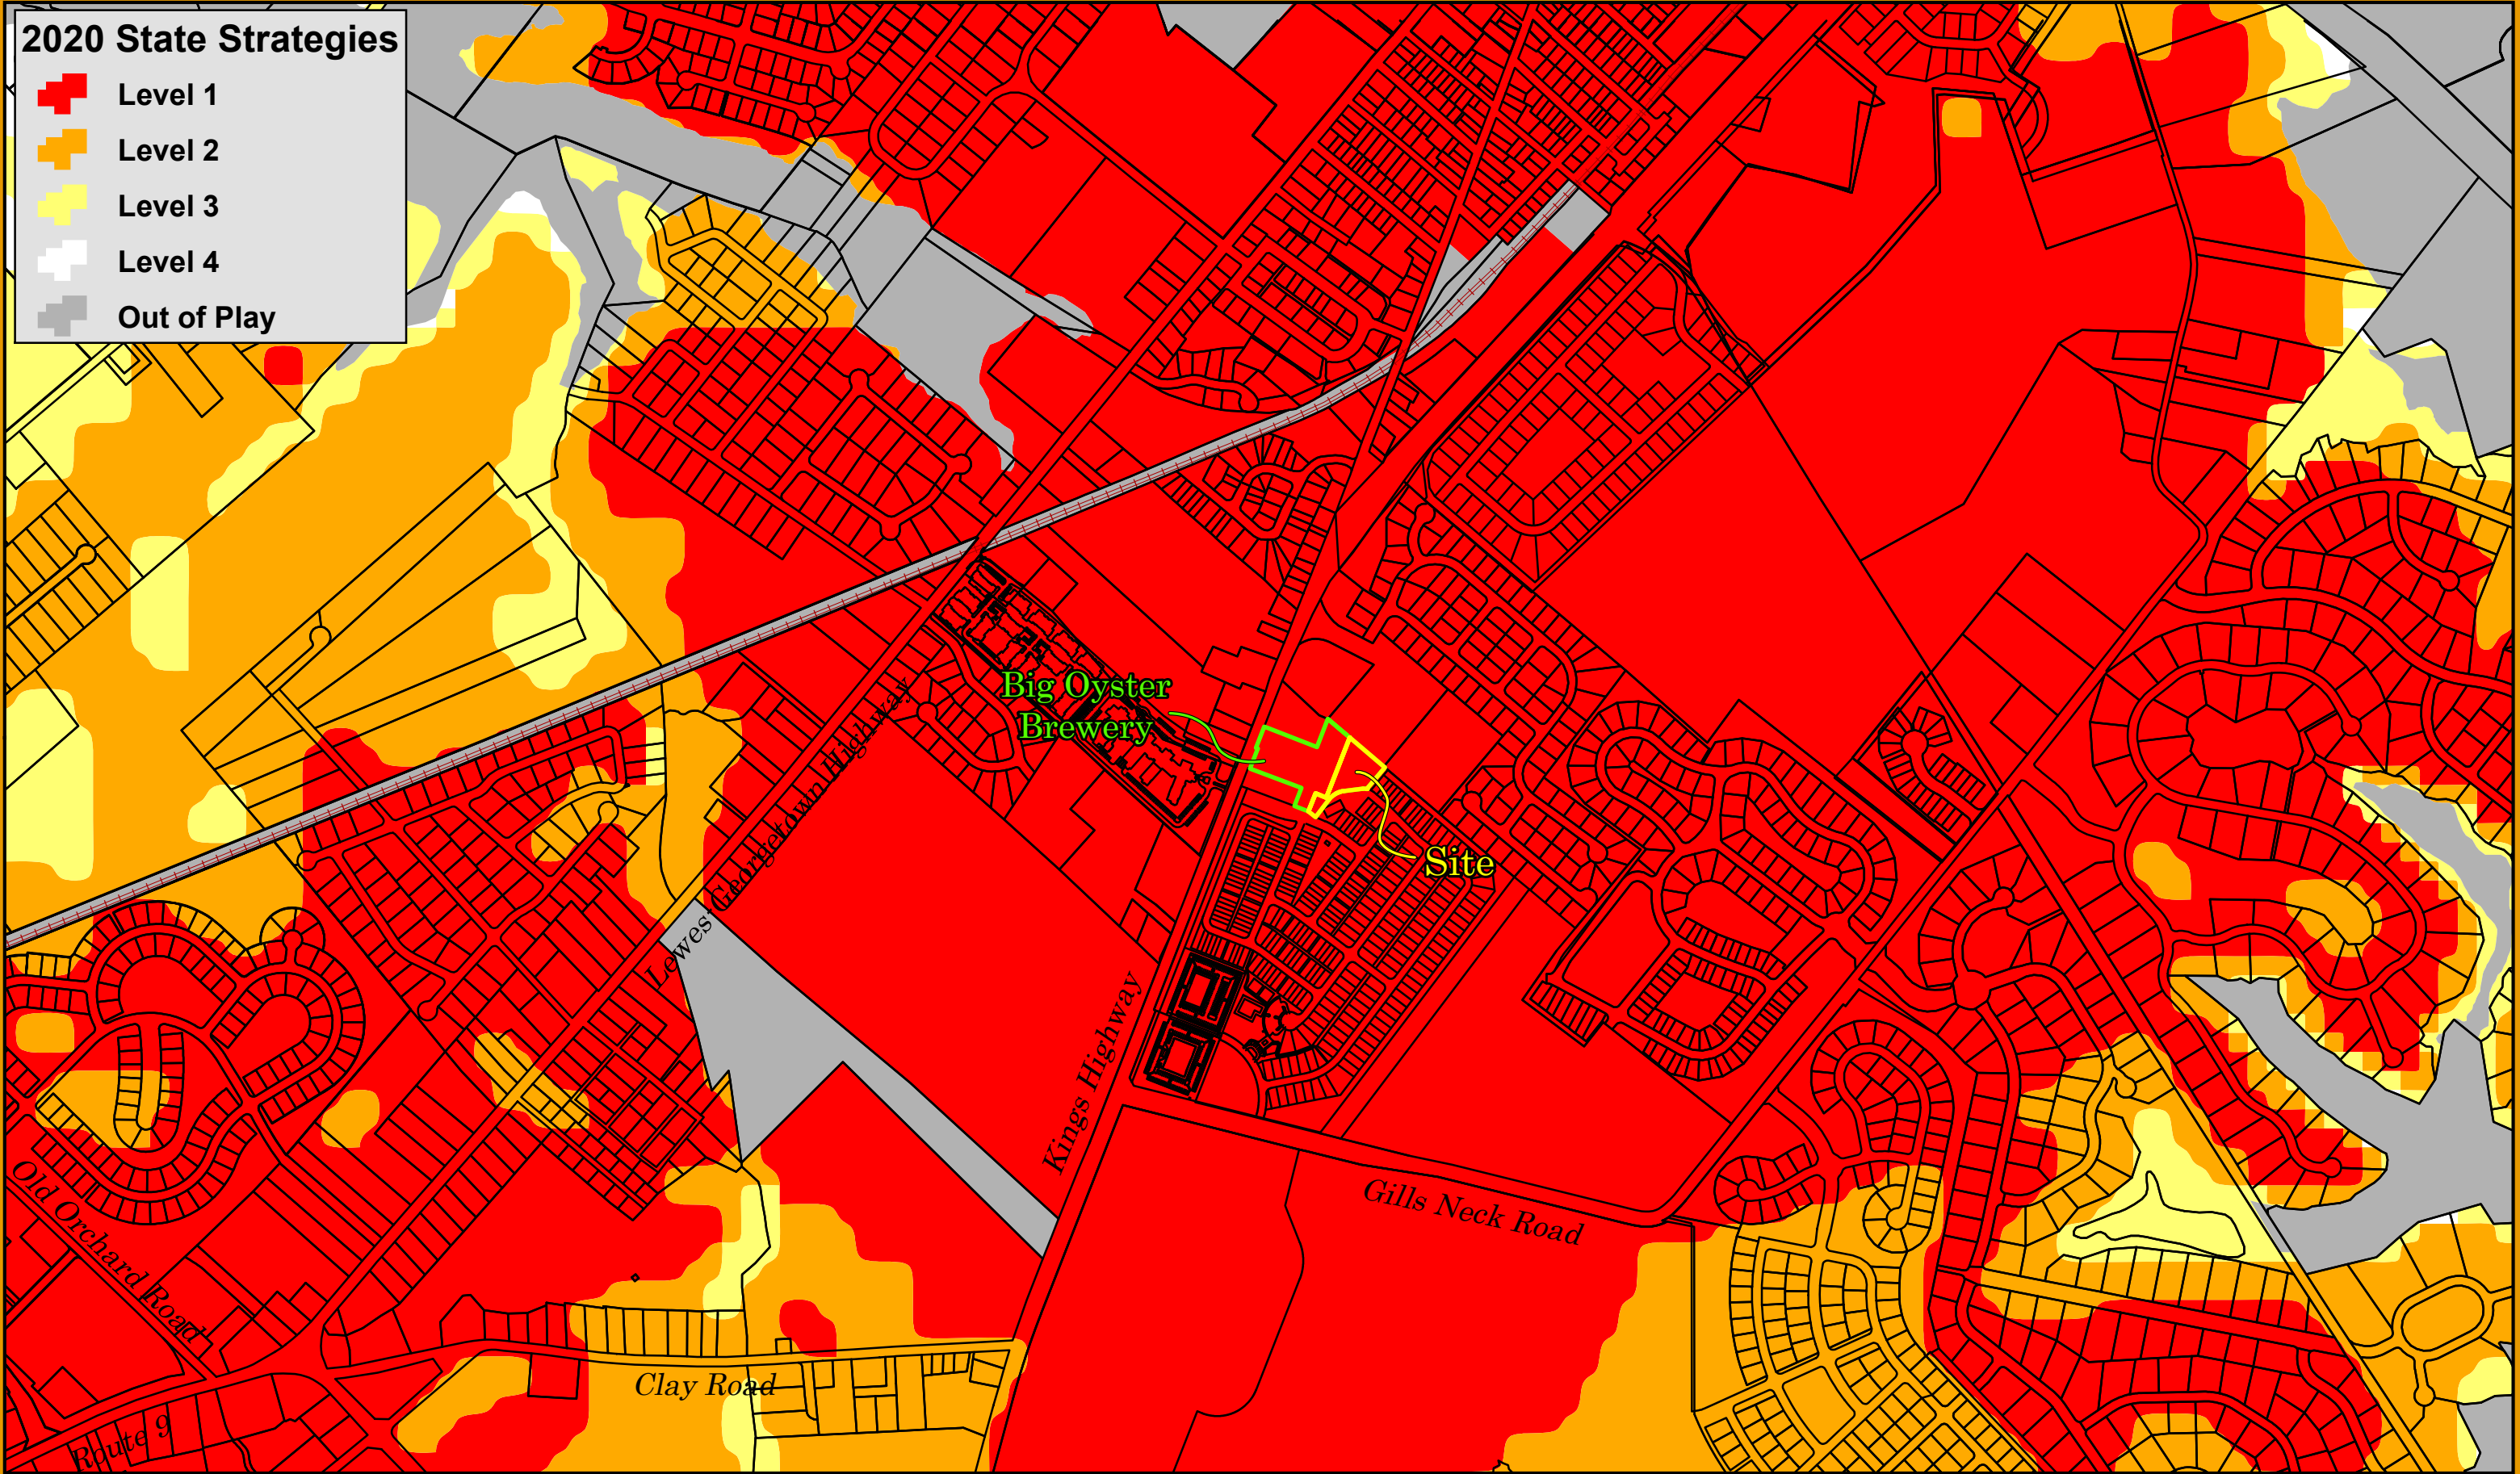 2020 State Strategies
Level 1
Level 2
Level 3
Level 4
Out of Play
Big Oyster
Brewery
Site
Lewes Georgetown Highway
Kings Highway
Gills Neck Road
Old Orchard Road
Clay Road
Route 9